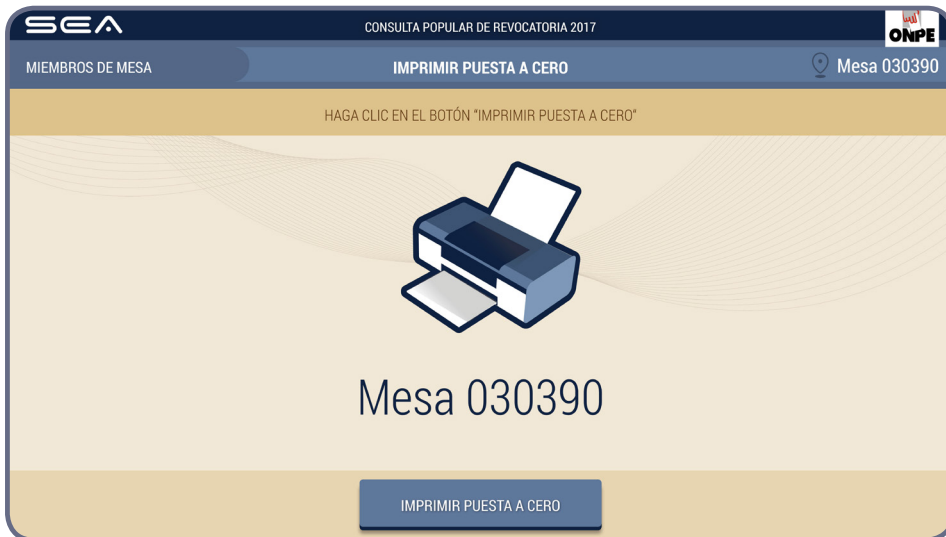 SEA
CONSULTA POPULAR DE REVOCATORIA 2017
ONPE
MIEMBROS DE MESA
IMPRIMIR PUESTA A CERO
Mesa 030390
HAGA CLIC EN EL BOTÓN "IMPRIMIR PUESTA A CERO"
Mesa 030390
IMPRIMIR PUESTA A CERO